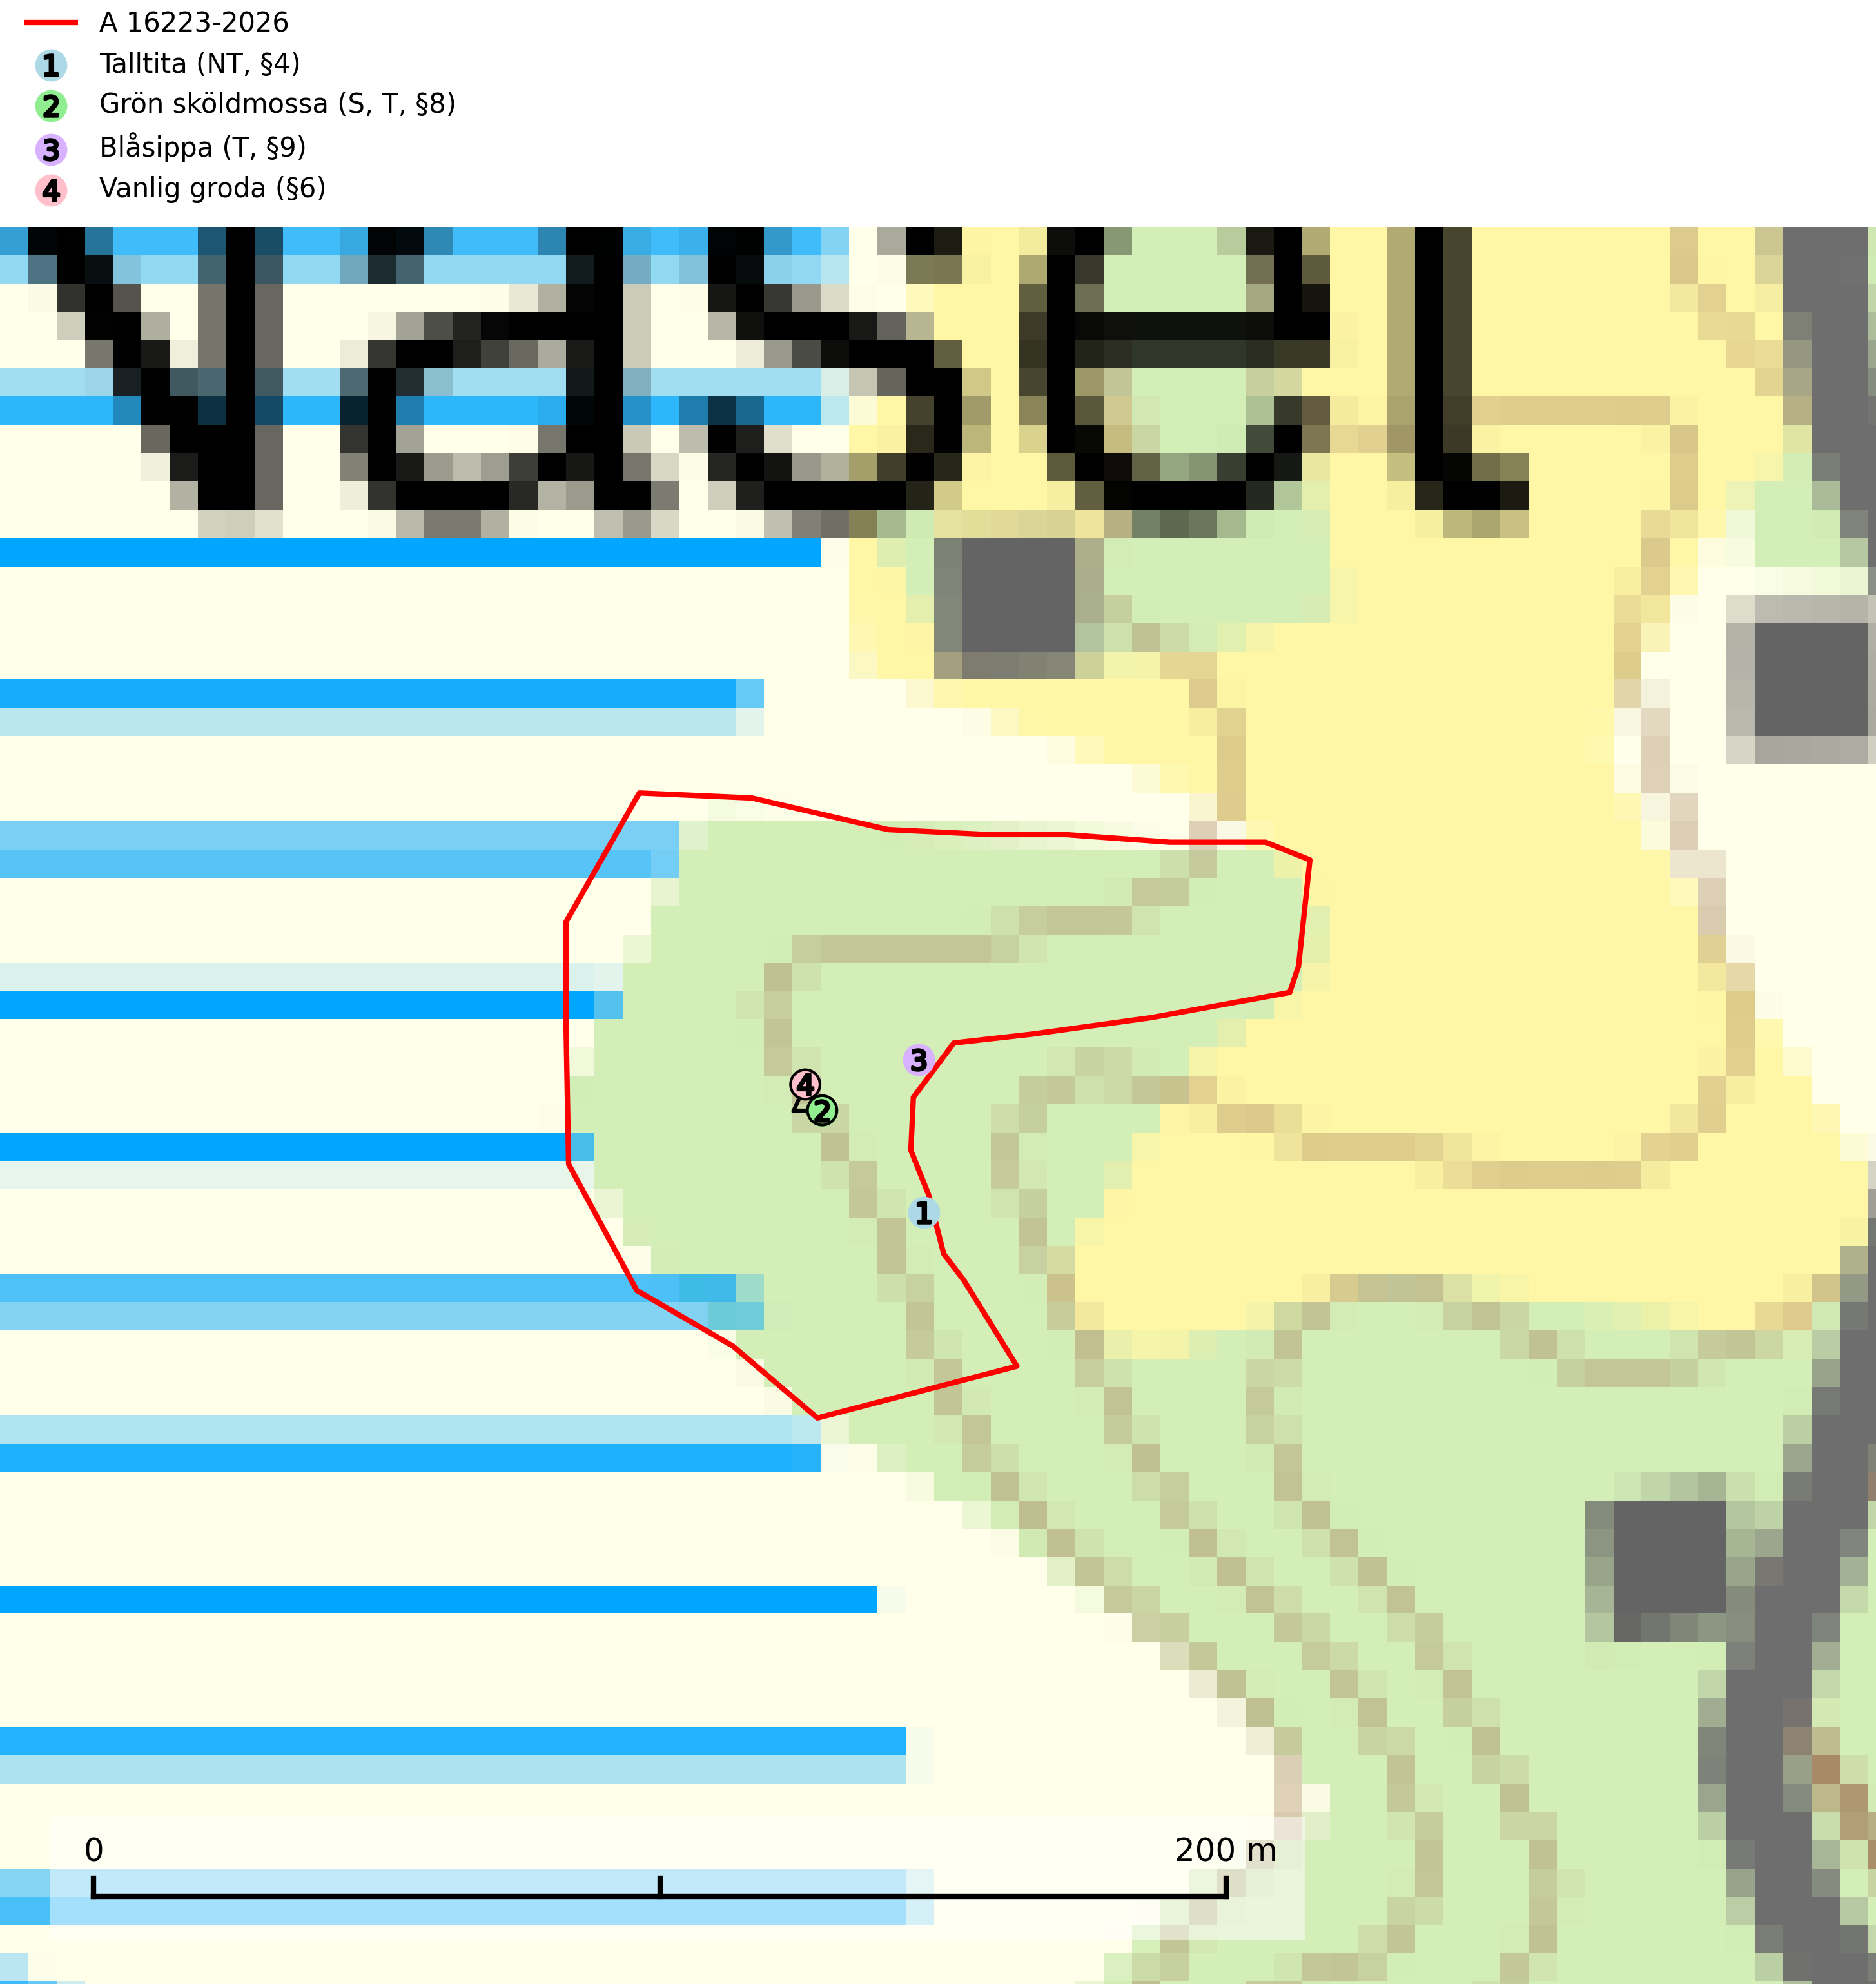 A 16223-2026
1 Talltita (NT, §4)
2 Grön sköldmossa (S, T, §8)
3 Blåsippa (T, §9)
4 Vanlig groda (§6)
3
4
2
1
0 200 m